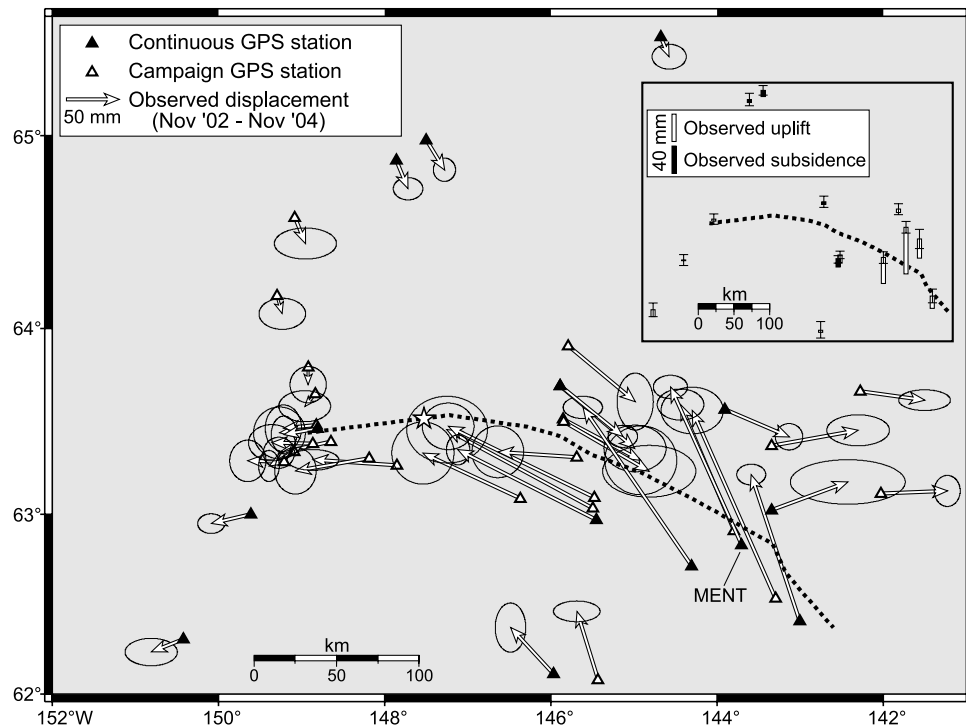 Continuous GPS station
Campaign GPS station
Observed displacement
50 mm
(Nov '02 - Nov '04)
40 mm
Observed uplift
Observed subsidence
km
0 50 100
65°
64°
63°
62°
MENT
km
0 50 100
152°W 150° 148° 146° 144° 142°